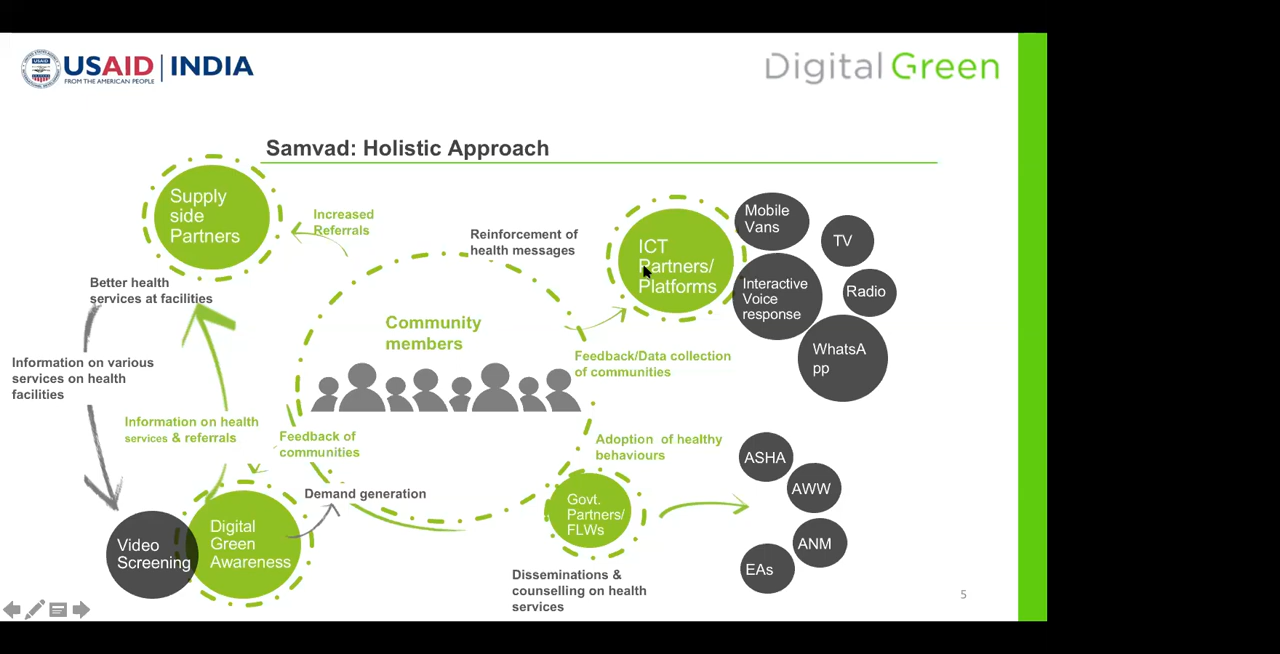 USAID | INDIA
FROM THE AMERICAN PEOPLE
Digital Green
Samvad: Holistic Approach
Supply
side
Partners
Increased
Referrals
Reinforcement of
health messages
ICT
Partners/
Platforms
Mobile
Vans
TV
Interactive
Voice
response
Radio
WhatsA
pp
Better health
services at facilities
Community
members
Information on various
services on health
facilities
Feedback/Data collection
of communities
Information on health
services & referrals
Feedback of
communities
Adoption of healthy
behaviours
Demand generation
ASHA
AWW
ANM
EAs
Govt.
Partners/
FLWs
Video
Screening
Digital
Green
Awareness
Disseminations &
counselling on health
services
5